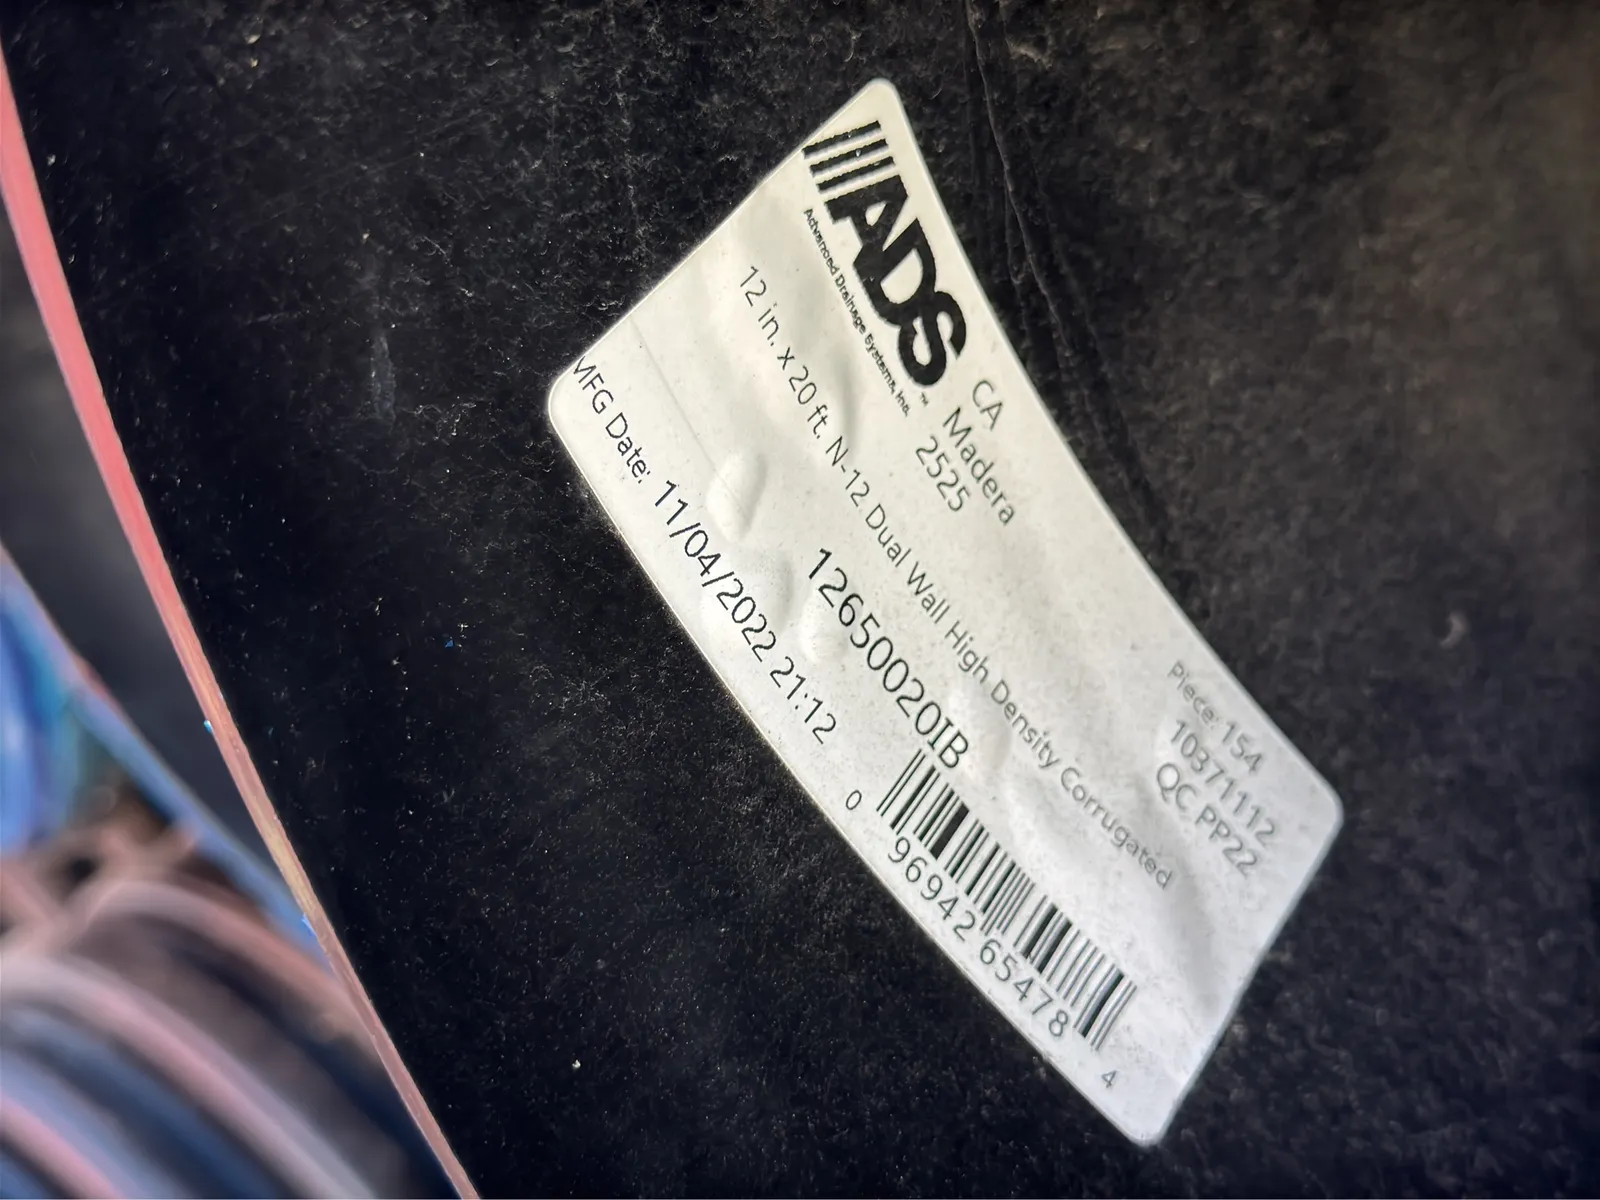 ADS™
Advanced Drainage Systems, Inc.
CA
Madera
2525
Piece: 154
10371112
QC PP22
12 in. x 20 ft. N-12 Dual Wall High Density Corrugated
12650020IB
MFG Date: 11/04/2022 21:12
0 96942 65478 4